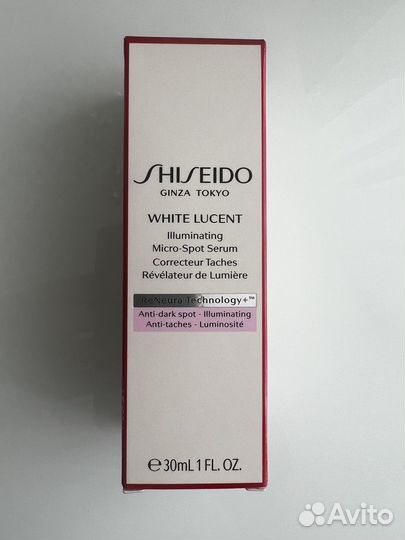 SHISEIDO
GINZA TOKYO
WHITE LUCENT
Illuminating
Micro-Spot Serum
Correcteur Taches
Révélateur de Lumière
ReNeura Technology+™
Anti-dark spot - Illuminating
Anti-taches - Luminosité
℮30mL 1 FL. OZ.
Avito